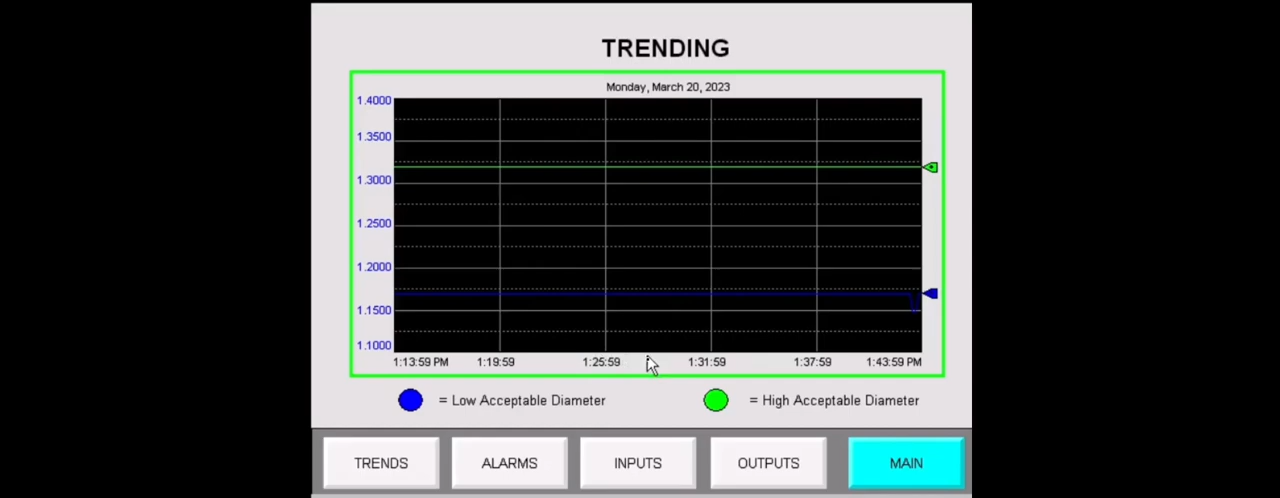 TRENDING
Monday, March 20, 2023
1.4000
1.3500
1.3000
1.2500
1.2000
1.1500
1.1000
1:13:59 PM 1:19:59 1:25:59 1:31:59 1:37:59 1:43:59 PM
= Low Acceptable Diameter = High Acceptable Diameter
TRENDS ALARMS INPUTS OUTPUTS MAIN